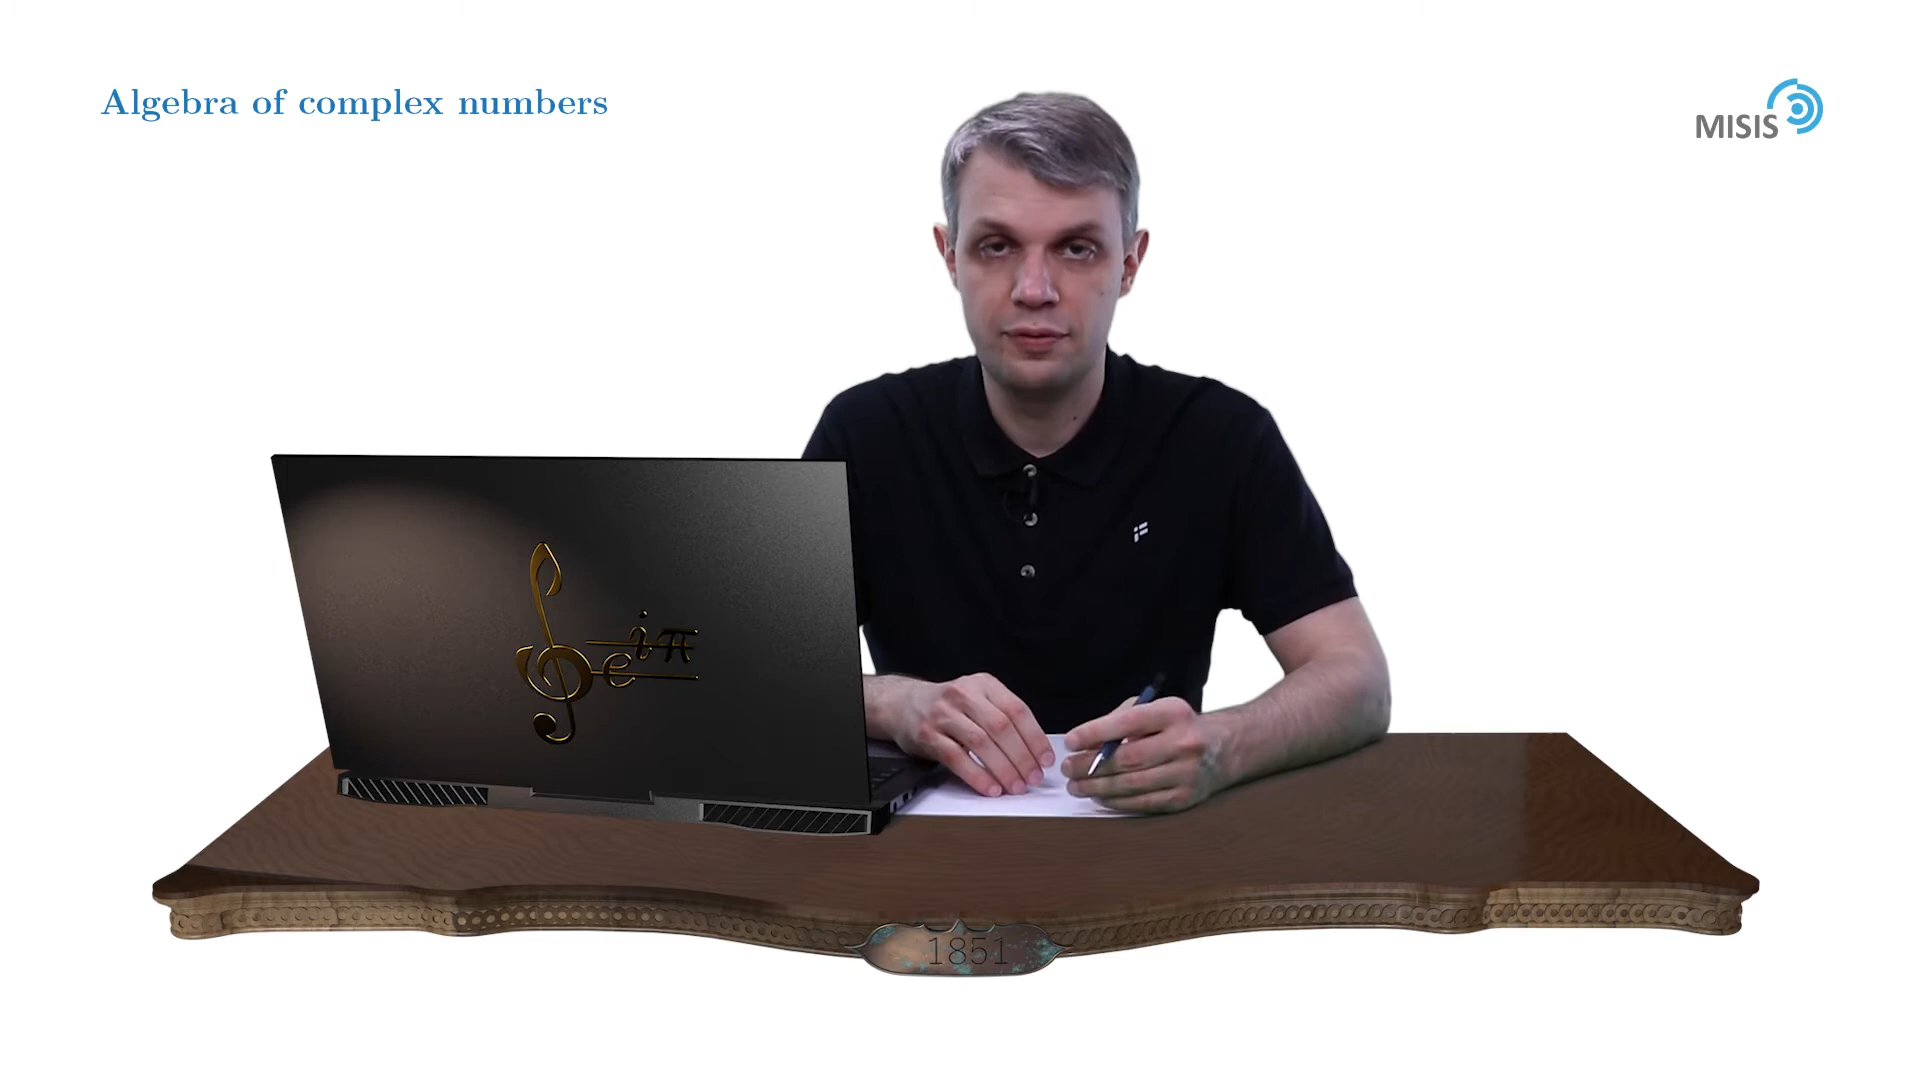 Algebra of complex numbers
MISIS
e^{iπ}
1851